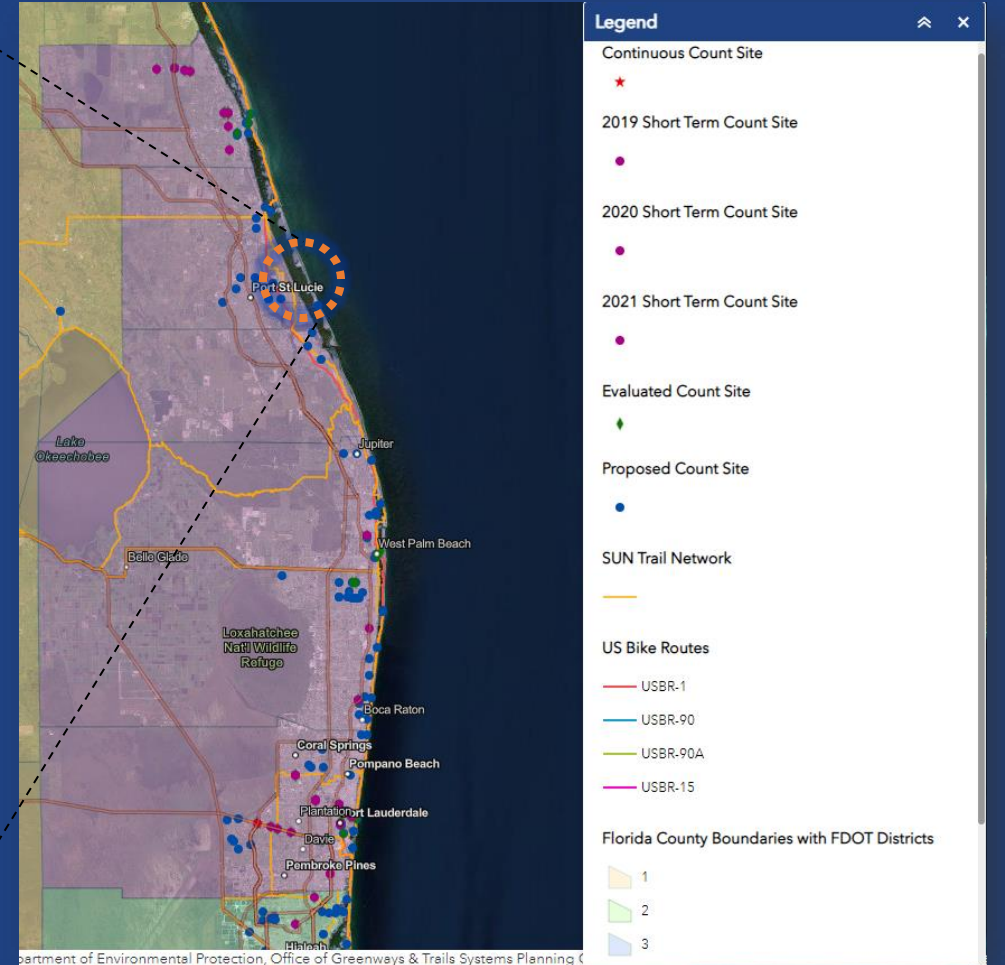 Port St Lucie
Lake
Okeechobee
Jupiter
West Palm Beach
Belle Glade
Loxahatchee
Nat'l Wildlife
Refuge
Boca Raton
Coral Springs
Pompano Beach
Plantation
ort Lauderdale
Davie
Pembroke Pines
Hialeah
partment of Environmental Protection, Office of Greenways & Trails Systems Planning
Legend
Continuous Count Site
2019 Short Term Count Site
2020 Short Term Count Site
2021 Short Term Count Site
Evaluated Count Site
Proposed Count Site
SUN Trail Network
US Bike Routes
USBR-1
USBR-90
USBR-90A
USBR-15
Florida County Boundaries with FDOT Districts
1
2
3